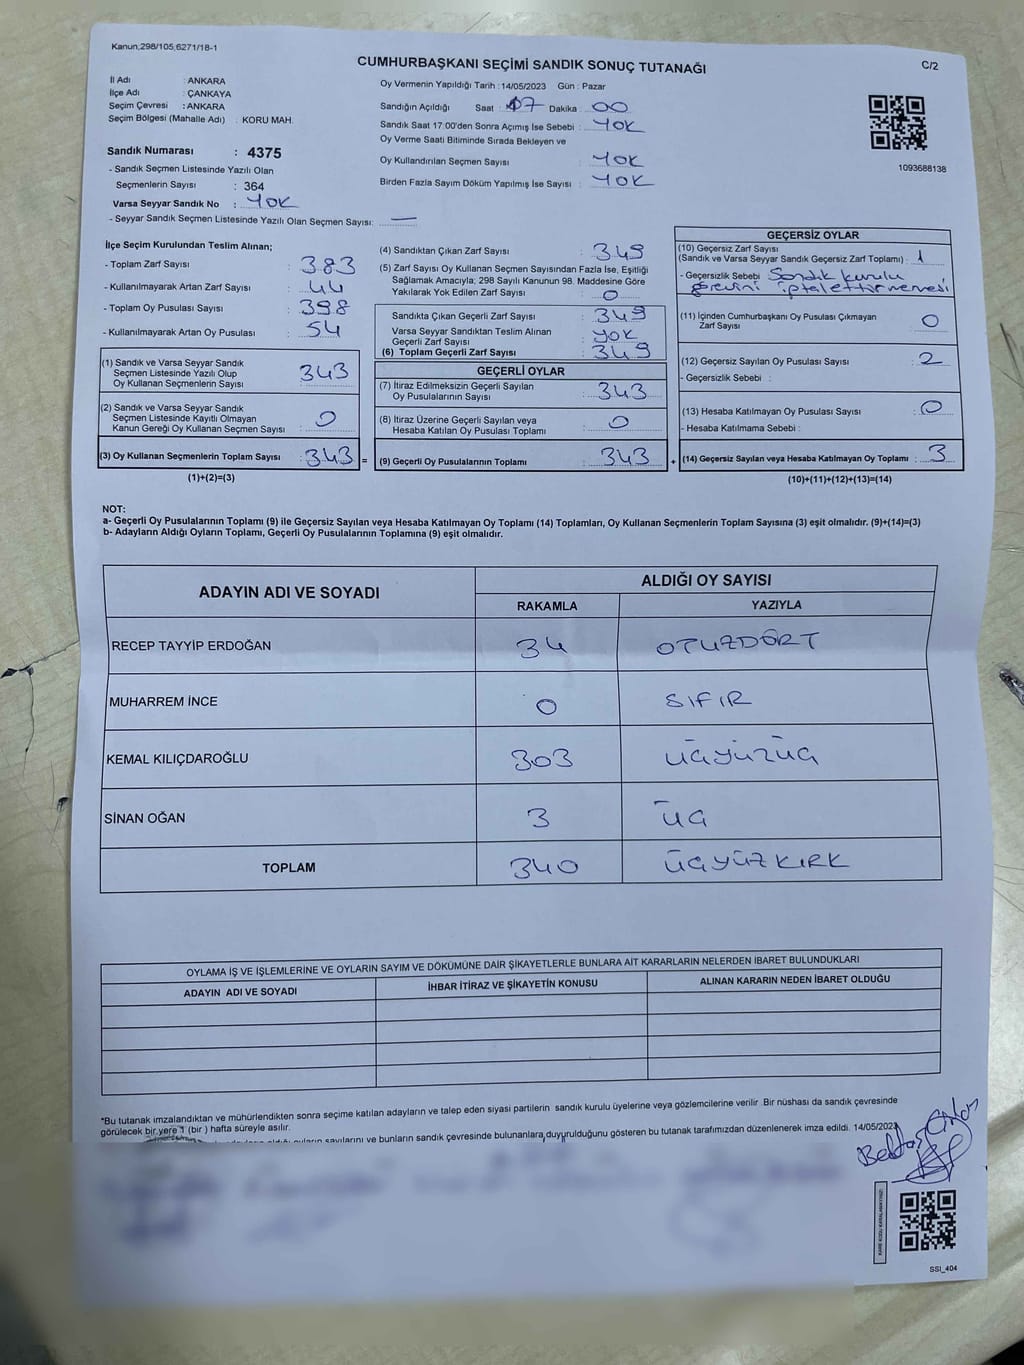 Kanun,298/105,6271/18-1
CUMHURBAŞKANI SEÇİMİ SANDIK SONUÇ TUTANAĞI
C/2
İl Adı : ANKARA
İlçe Adı : ÇANKAYA
Seçim Çevresi : ANKARA
Seçim Bölgesi (Mahalle Adı) : KORU MAH.
Oy Vermenin Yapıldığı Tarih : 14/05/2023 Gün : Pazar
Sandığın Açıldığı Saat : 17 Dakika : 00
Sandık Saat 17:00'den Sonra Açımış İse Sebebi : YOK
Oy Verme Saati Bitiminde Sırada Bekleyen ve
Oy Kullandırılan Seçmen Sayısı : YOK
Birden Fazla Sayım Döküm Yapılmış İse Sayısı : YOK
1093688138
Sandık Numarası : 4375
- Sandık Seçmen Listesinde Yazılı Olan
Seçmenlerin Sayısı : 364
Varsa Seyyar Sandık No : YOK
- Seyyar Sandık Seçmen Listesinde Yazılı Olan Seçmen Sayısı: —
İlçe Seçim Kurulundan Teslim Alınan;
- Toplam Zarf Sayısı : 383
- Kullanılmayarak Artan Zarf Sayısı : 44
- Toplam Oy Pusulası Sayısı : 398
- Kullanılmayarak Artan Oy Pusulası : 54
(1) Sandık ve Varsa Seyyar Sandık
Seçmen Listesinde Yazılı Olup
Oy Kullanan Seçmenlerin Sayısı : 343
(2) Sandık ve Varsa Seyyar Sandık
Seçmen Listesinde Kayıtlı Olmayan
Kanun Gereği Oy Kullanan Seçmen Sayısı : 0
(3) Oy Kullanan Seçmenlerin Toplam Sayısı : 343 =
(1)+(2)=(3)
(4) Sandıktan Çıkan Zarf Sayısı : 349
(5) Zarf Sayısı Oy Kullanan Seçmen Sayısından Fazla İse, Eşitliği
Sağlamak Amacıyla; 298 Sayılı Kanunun 98. Maddesine Göre
Yakılarak Yok Edilen Zarf Sayısı : 0
Sandıkta Çıkan Geçerli Zarf Sayısı : 349
Varsa Seyyar Sandıktan Teslim Alınan
Geçerli Zarf Sayısı : YOK
(6) Toplam Geçerli Zarf Sayısı : 349
GEÇERLİ OYLAR
(7) İtiraz Edilmeksizin Geçerli Sayılan
Oy Pusulalarının Sayısı : 343
(8) İtiraz Üzerine Geçerli Sayılan veya
Hesaba Katılan Oy Pusulası Toplamı : 0
(9) Geçerli Oy Pusulalarının Toplamı : 343 +
GEÇERSİZ OYLAR
(10) Geçersiz Zarf Sayısı
(Sandık ve Varsa Seyyar Sandık Geçersiz Zarf Toplamı) : 1
- Geçersizlik Sebebi : Sandık kurulu
görevini iptal ettirmemesi
(11) İçinden Cumhurbaşkanı Oy Pusulası Çıkmayan
Zarf Sayısı : 0
(12) Geçersiz Sayılan Oy Pusulası Sayısı : 2
- Geçersizlik Sebebi :
(13) Hesaba Katılmayan Oy Pusulası Sayısı : 0
- Hesaba Katılmama Sebebi :
(14) Geçersiz Sayılan veya Hesaba Katılmayan Oy Toplamı : 3
(10)+(11)+(12)+(13)=(14)
NOT:
a- Geçerli Oy Pusulalarının Toplamı (9) ile Geçersiz Sayılan veya Hesaba Katılmayan Oy Toplamı (14) Toplamları, Oy Kullanan Seçmenlerin Toplam Sayısına (3) eşit olmalıdır. (9)+(14)=(3)
b- Adayların Aldığı Oyların Toplamı, Geçerli Oy Pusulalarının Toplamına (9) eşit olmalıdır.
ADAYIN ADI VE SOYADI
ALDIĞI OY SAYISI
RAKAMLA YAZIYLA
RECEP TAYYİP ERDOĞAN 34 OTUZDÖRT
MUHARREM İNCE 0 SIFIR
KEMAL KILIÇDAROĞLU 303 ÜÇYÜZÜÇ
SİNAN OĞAN 3 ÜÇ
TOPLAM 340 ÜÇYÜZKIRK
OYLAMA İŞ VE İŞLEMLERİNE VE OYLARIN SAYIM VE DÖKÜMÜNE DAİR ŞİKAYETLERLE BUNLARA AİT KARARLARIN NELERDEN İBARET BULUNDUKLARI
ADAYIN ADI VE SOYADI İHBAR İTİRAZ VE ŞİKAYETİN KONUSU ALINAN KARARIN NEDEN İBARET OLDUĞU
*Bu tutanak imzalandıktan ve mühürlendikten sonra seçime katılan adayların ve talep eden siyasi partilerin sandık kurulu üyelerine veya gözlemcilerine verilir .Bir nüshası da sandık çevresinde
görülecek bir yere 1 (bir ) hafta süreyle asılır.
sayılarını ve bunların sandık çevresinde bulunanlara duyurulduğunu gösteren bu tutanak tarafımızdan düzenlenerek imza edildi. 14/05/2023
SSI_404